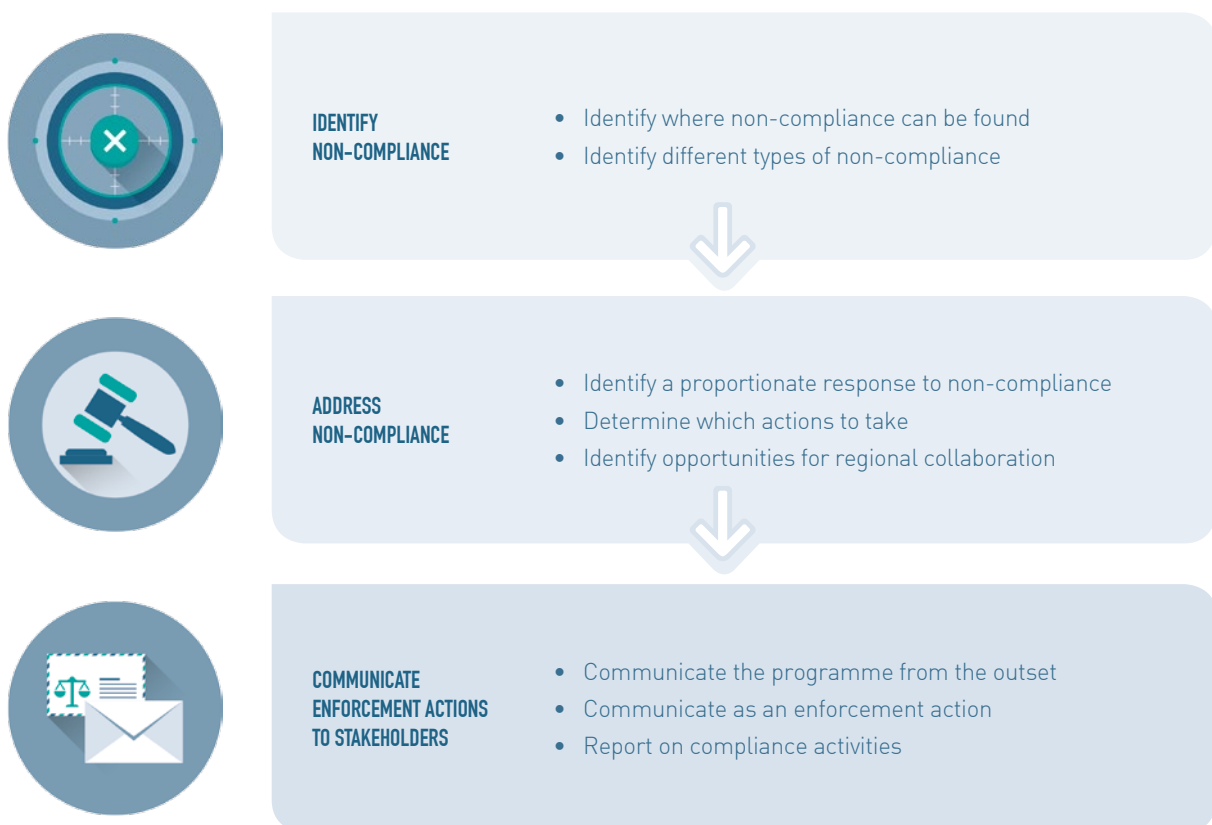 IDENTIFY
NON-COMPLIANCE
• Identify where non-compliance can be found
• Identify different types of non-compliance
ADDRESS
NON-COMPLIANCE
• Identify a proportionate response to non-compliance
• Determine which actions to take
• Identify opportunities for regional collaboration
COMMUNICATE
ENFORCEMENT ACTIONS
TO STAKEHOLDERS
• Communicate the programme from the outset
• Communicate as an enforcement action
• Report on compliance activities